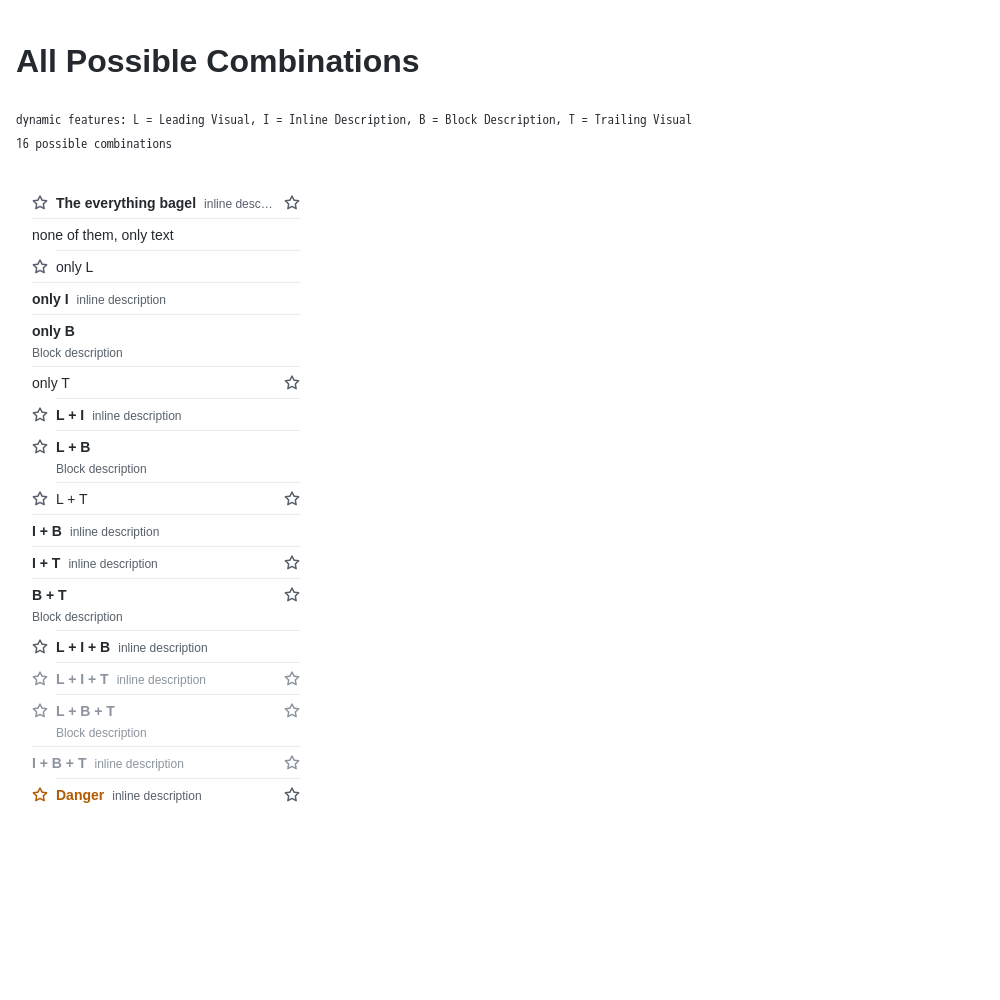 All Possible Combinations
dynamic features: L = Leading Visual, I = Inline Description, B = Block Description, T = Trailing Visual
16 possible combinations
The everything bagel inline desc…
none of them, only text
only L
only I inline description
only B
Block description
only T
L + I inline description
L + B
Block description
L + T
I + B inline description
I + T inline description
B + T
Block description
L + I + B inline description
L + I + T inline description
L + B + T
Block description
I + B + T inline description
Danger inline description